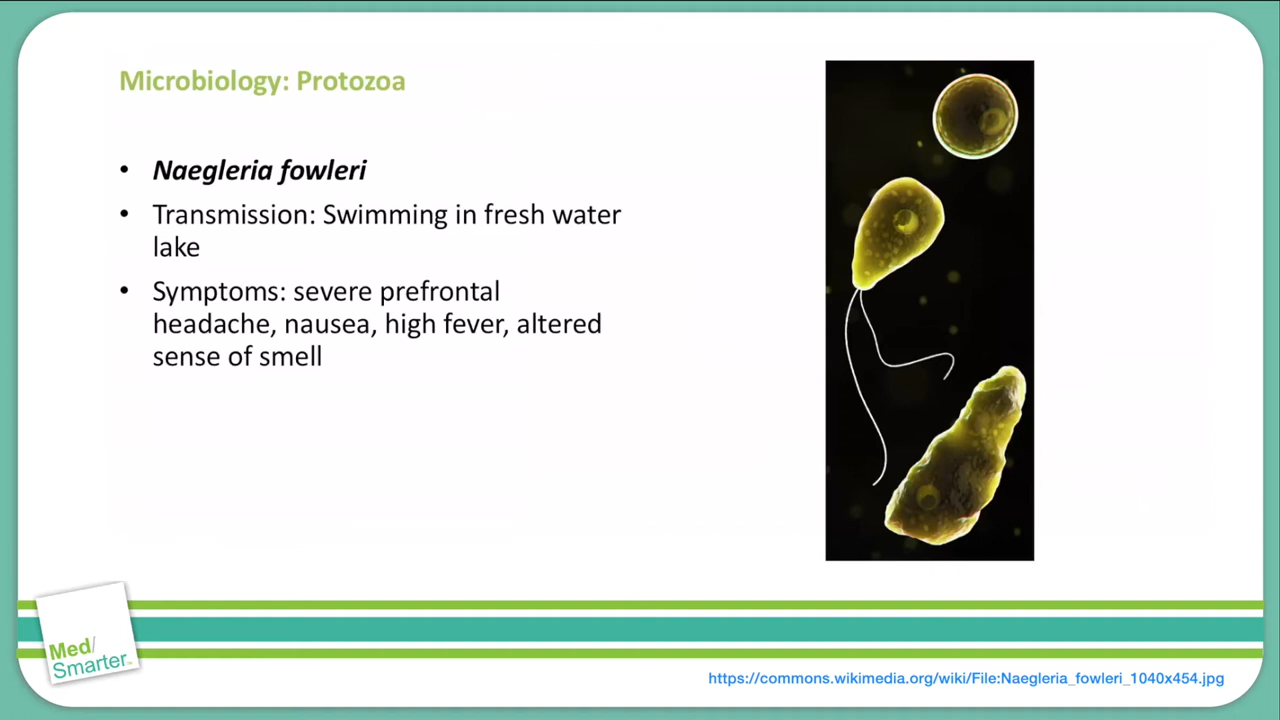 Microbiology: Protozoa
• Naegleria fowleri
• Transmission: Swimming in fresh water
lake
• Symptoms: severe prefrontal
headache, nausea, high fever, altered
sense of smell
Med/
Smarter™
https://commons.wikimedia.org/wiki/File:Naegleria_fowleri_1040x454.jpg